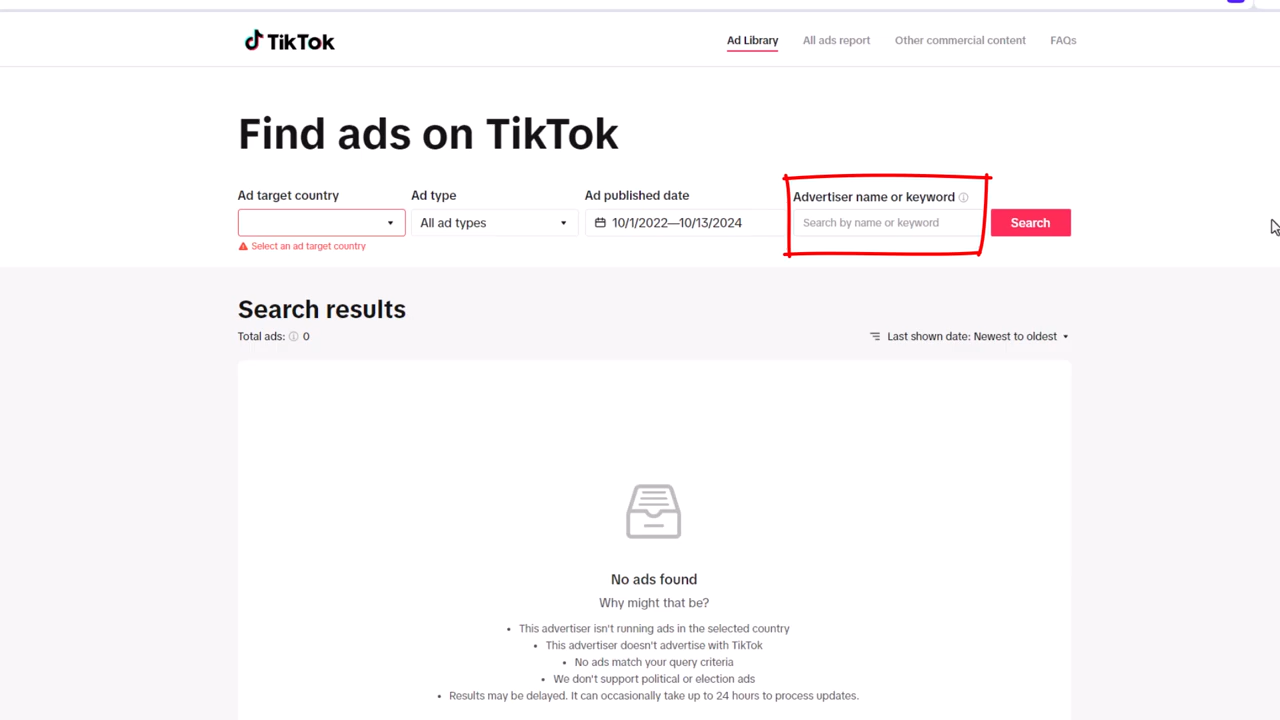 TikTok
Ad Library All ads report Other commercial content FAQs
Find ads on TikTok
Ad target country Ad type Ad published date Advertiser name or keyword
All ad types 10/1/2022—10/13/2024 Search by name or keyword Search
Select an ad target country
Search results
Total ads: 0 Last shown date: Newest to oldest
No ads found
Why might that be?
• This advertiser isn't running ads in the selected country
• This advertiser doesn't advertise with TikTok
• No ads match your query criteria
• We don't support political or election ads
• Results may be delayed. It can occasionally take up to 24 hours to process updates.